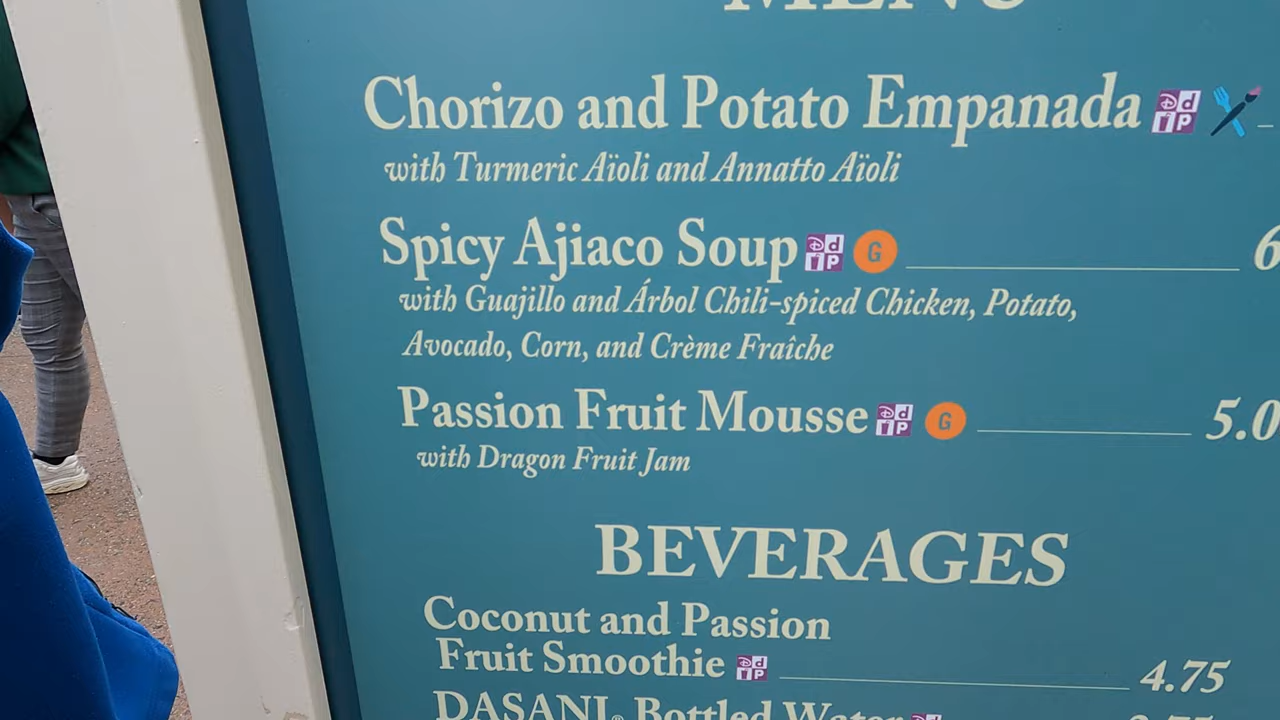 MENU
Chorizo and Potato Empanada
with Turmeric Aïoli and Annatto Aïoli
Spicy Ajiaco Soup G 6
with Guajillo and Árbol Chili-spiced Chicken, Potato,
Avocado, Corn, and Crème Fraîche
Passion Fruit Mousse G 5.0
with Dragon Fruit Jam
BEVERAGES
Coconut and Passion
Fruit Smoothie 4.75
DASANI® Bottled Water